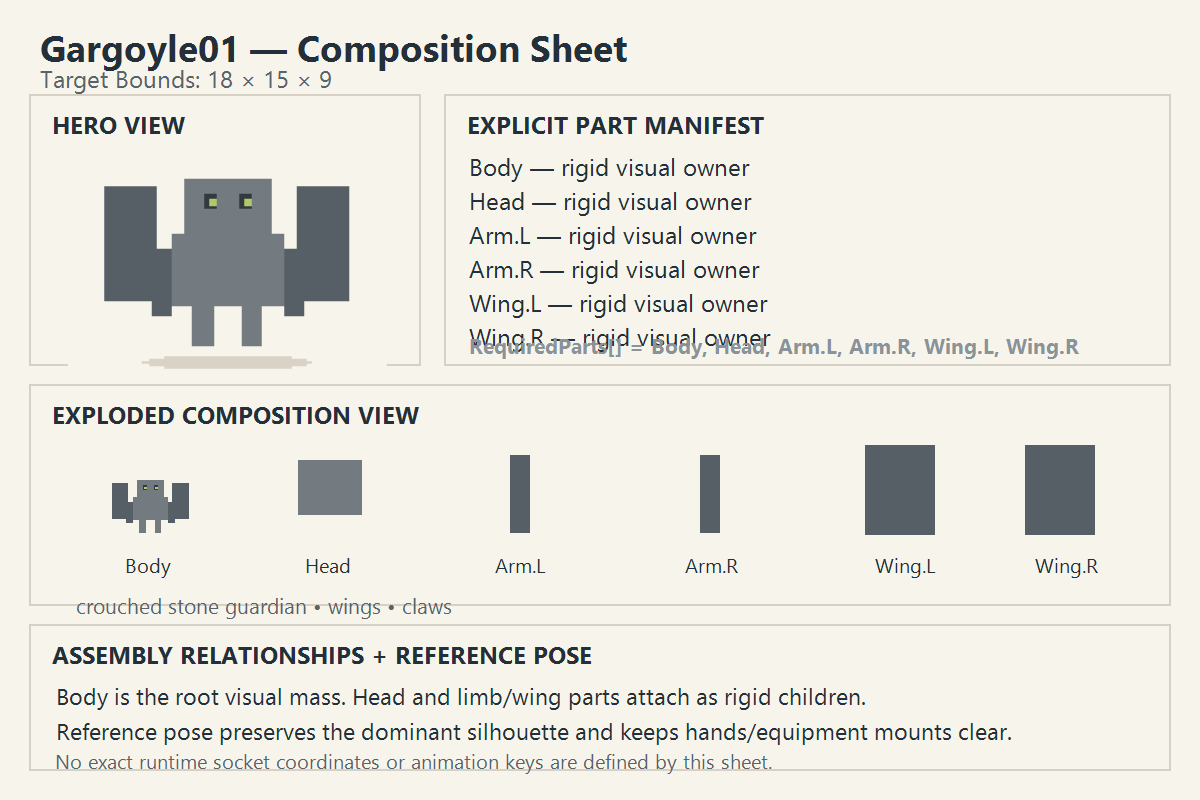 Gargoyle01 — Composition Sheet
Target Bounds: 18 × 15 × 9
HERO VIEW
EXPLICIT PART MANIFEST
Body — rigid visual owner
Head — rigid visual owner
Arm.L — rigid visual owner
Arm.R — rigid visual owner
Wing.L — rigid visual owner
Wing.R — rigid visual owner
RequiredParts[] = Body, Head, Arm.L, Arm.R, Wing.L, Wing.R
EXPLODED COMPOSITION VIEW
Body
Head
Arm.L
Arm.R
Wing.L
Wing.R
crouched stone guardian • wings • claws
ASSEMBLY RELATIONSHIPS + REFERENCE POSE
Body is the root visual mass. Head and limb/wing parts attach as rigid children.
Reference pose preserves the dominant silhouette and keeps hands/equipment mounts clear.
No exact runtime socket coordinates or animation keys are defined by this sheet.